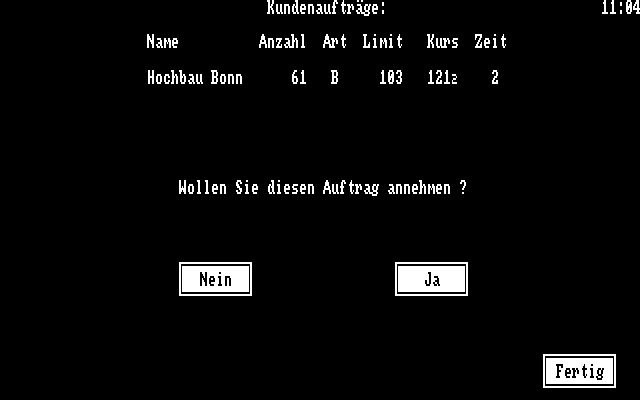 Kundenaufträge: 11:04
Name Anzahl Art Limit Kurs Zeit
Hochbau Bonn 61 B 103 121₂ 2
Wollen Sie diesen Auftrag annehmen ?
Nein Ja
Fertig